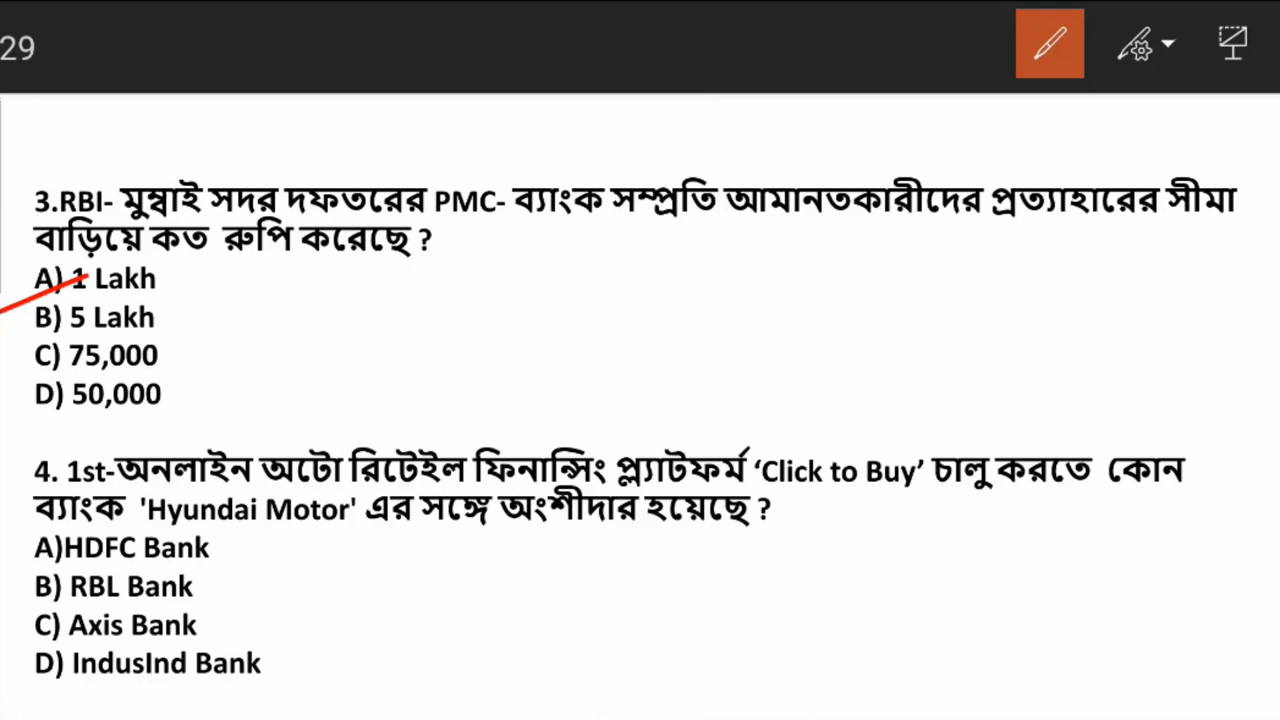 29
3.RBI- মুম্বাই সদর দফতরের PMC- ব্যাংক সম্প্রতি আমানতকারীদের প্রত্যাহারের সীমা
বাড়িয়ে কত রুপি করেছে ?
A) 1 Lakh
B) 5 Lakh
C) 75,000
D) 50,000
4. 1st-অনলাইন অটো রিটেইল ফিনান্সিং প্ল্যাটফর্ম ‘Click to Buy’ চালু করতে কোন
ব্যাংক 'Hyundai Motor' এর সঙ্গে অংশীদার হয়েছে ?
A)HDFC Bank
B) RBL Bank
C) Axis Bank
D) IndusInd Bank